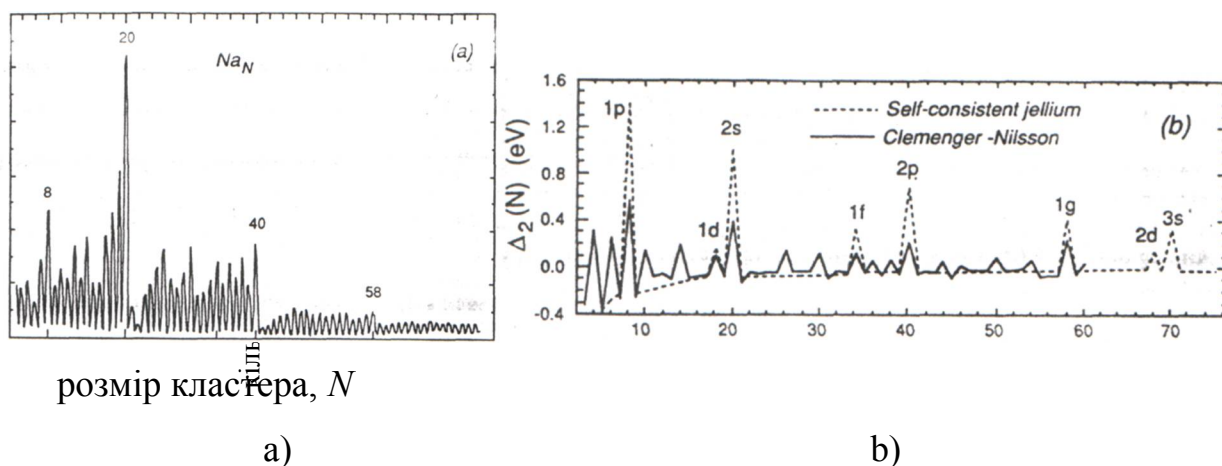 20
Na_N
(a)
8
40
58
кіль
розмір кластера, N
а)
Δ₂(N) (eV)
1.6
1.2
0.8
0.4
0.0
-0.4
1p
2s
1d
1f
2p
1g
2d
3s
Self-consistent jellium
Clemenger -Nilsson
(b)
10
20
30
40
50
60
70
b)